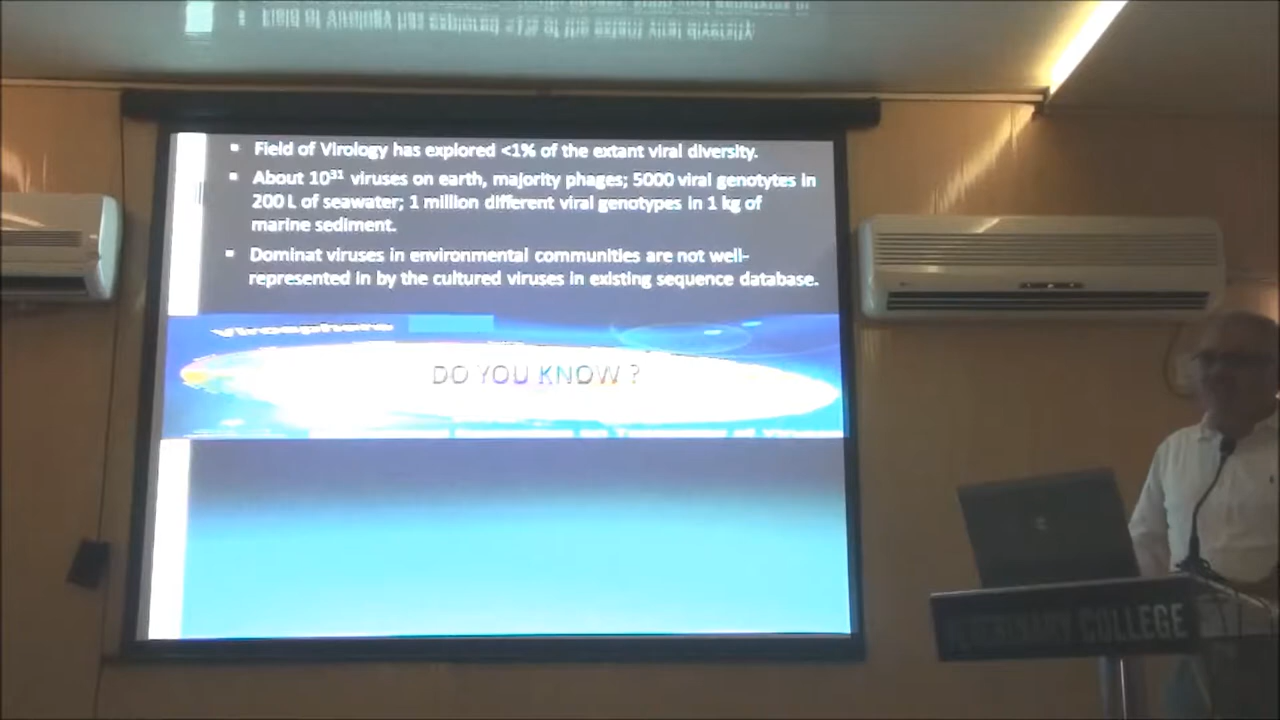 ▪ Field of Virology has explored <1% of the extant viral diversity.
▪ About 10³¹ viruses on earth, majority phages; 5000 viral genotytes in
200 L of seawater; 1 million different viral genotypes in 1 kg of
marine sediment.
▪ Dominat viruses in environmental communities are not well-
represented in by the cultured viruses in existing sequence database.
DO YOU KNOW ?
COLLEGE